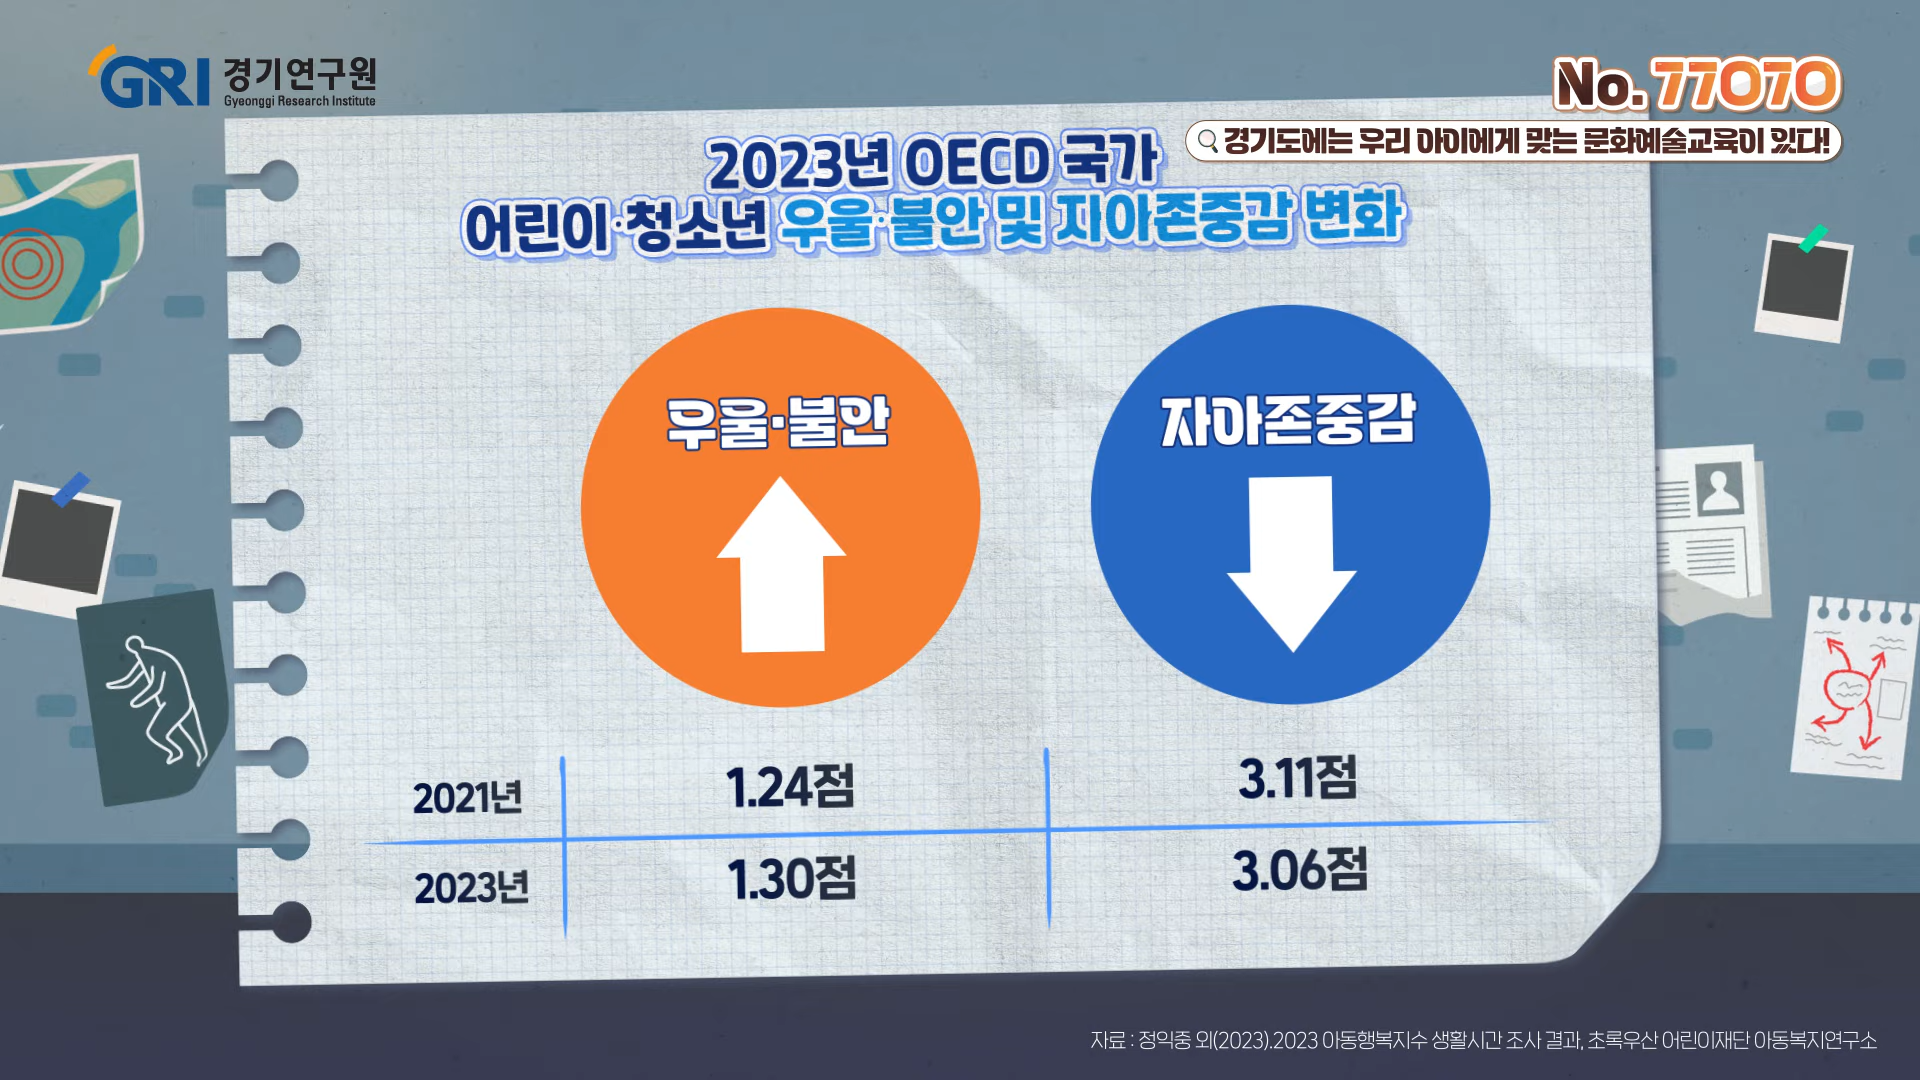 GRI 경기연구원
Gyeonggi Research Institute
No. 77070
경기도에는 우리 아이에게 맞는 문화예술교육이 있다!
2023년 OECD 국가
어린이·청소년 우울·불안 및 자아존중감 변화
우울·불안
자아존중감
2021년 1.24점 3.11점
2023년 1.30점 3.06점
자료 : 정익중 외(2023).2023 아동행복지수 생활시간 조사 결과, 초록우산 어린이재단 아동복지연구소